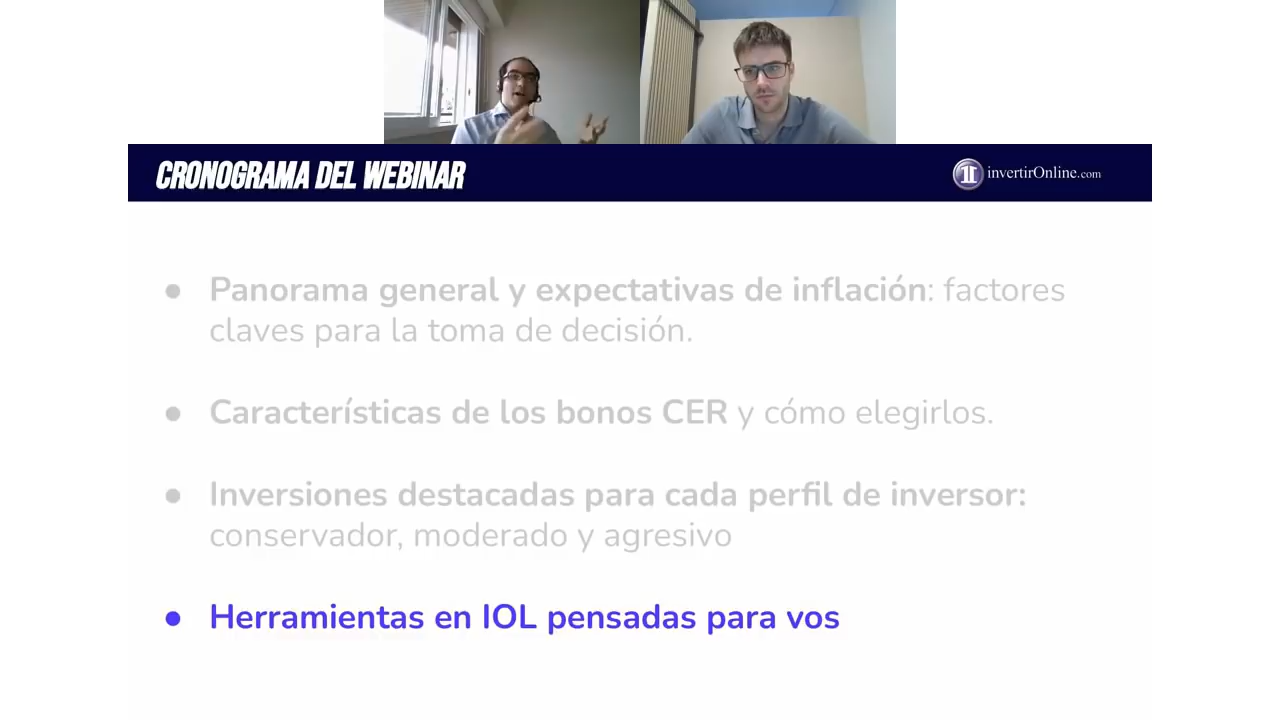 CRONOGRAMA DEL WEBINAR
invertirOnline.com
● Panorama general y expectativas de inflación: factores
claves para la toma de decisión.
● Características de los bonos CER y cómo elegirlos.
● Inversiones destacadas para cada perfil de inversor:
conservador, moderado y agresivo
● Herramientas en IOL pensadas para vos